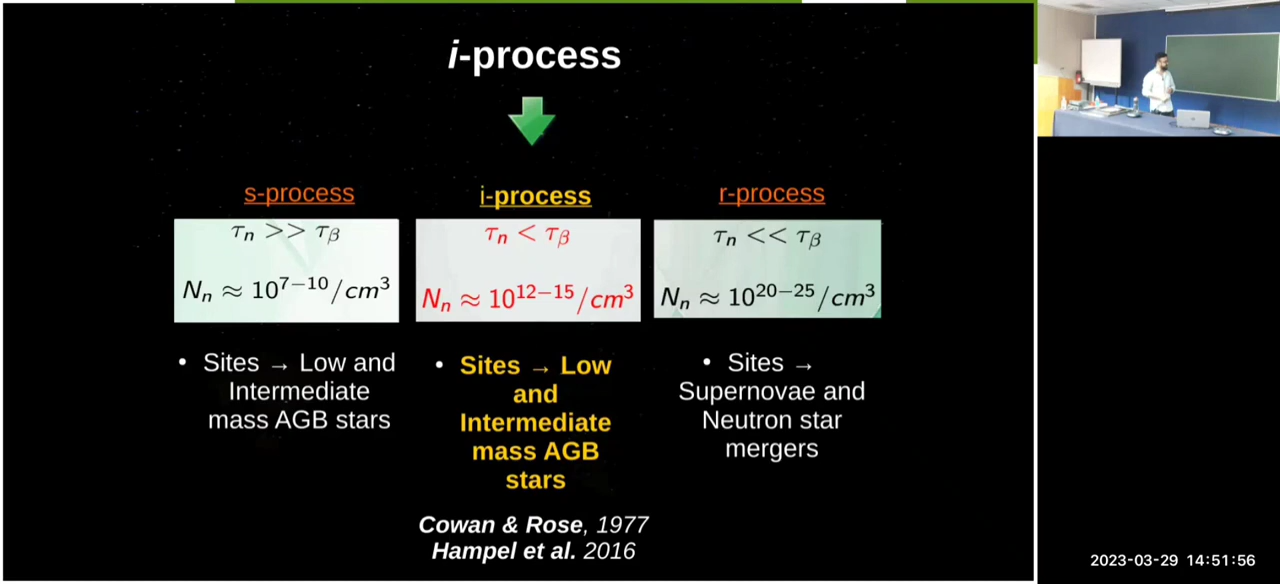 i-process
s-process
τn >> τβ
Nn ≈ 10^7−10/cm^3
• Sites → Low and
Intermediate
mass AGB stars
i-process
τn < τβ
Nn ≈ 10^12−15/cm^3
• Sites → Low
and
Intermediate
mass AGB
stars
r-process
τn << τβ
Nn ≈ 10^20−25/cm^3
• Sites →
Supernovae and
Neutron star
mergers
Cowan & Rose, 1977
Hampel et al. 2016
2023-03-29 14:51:56